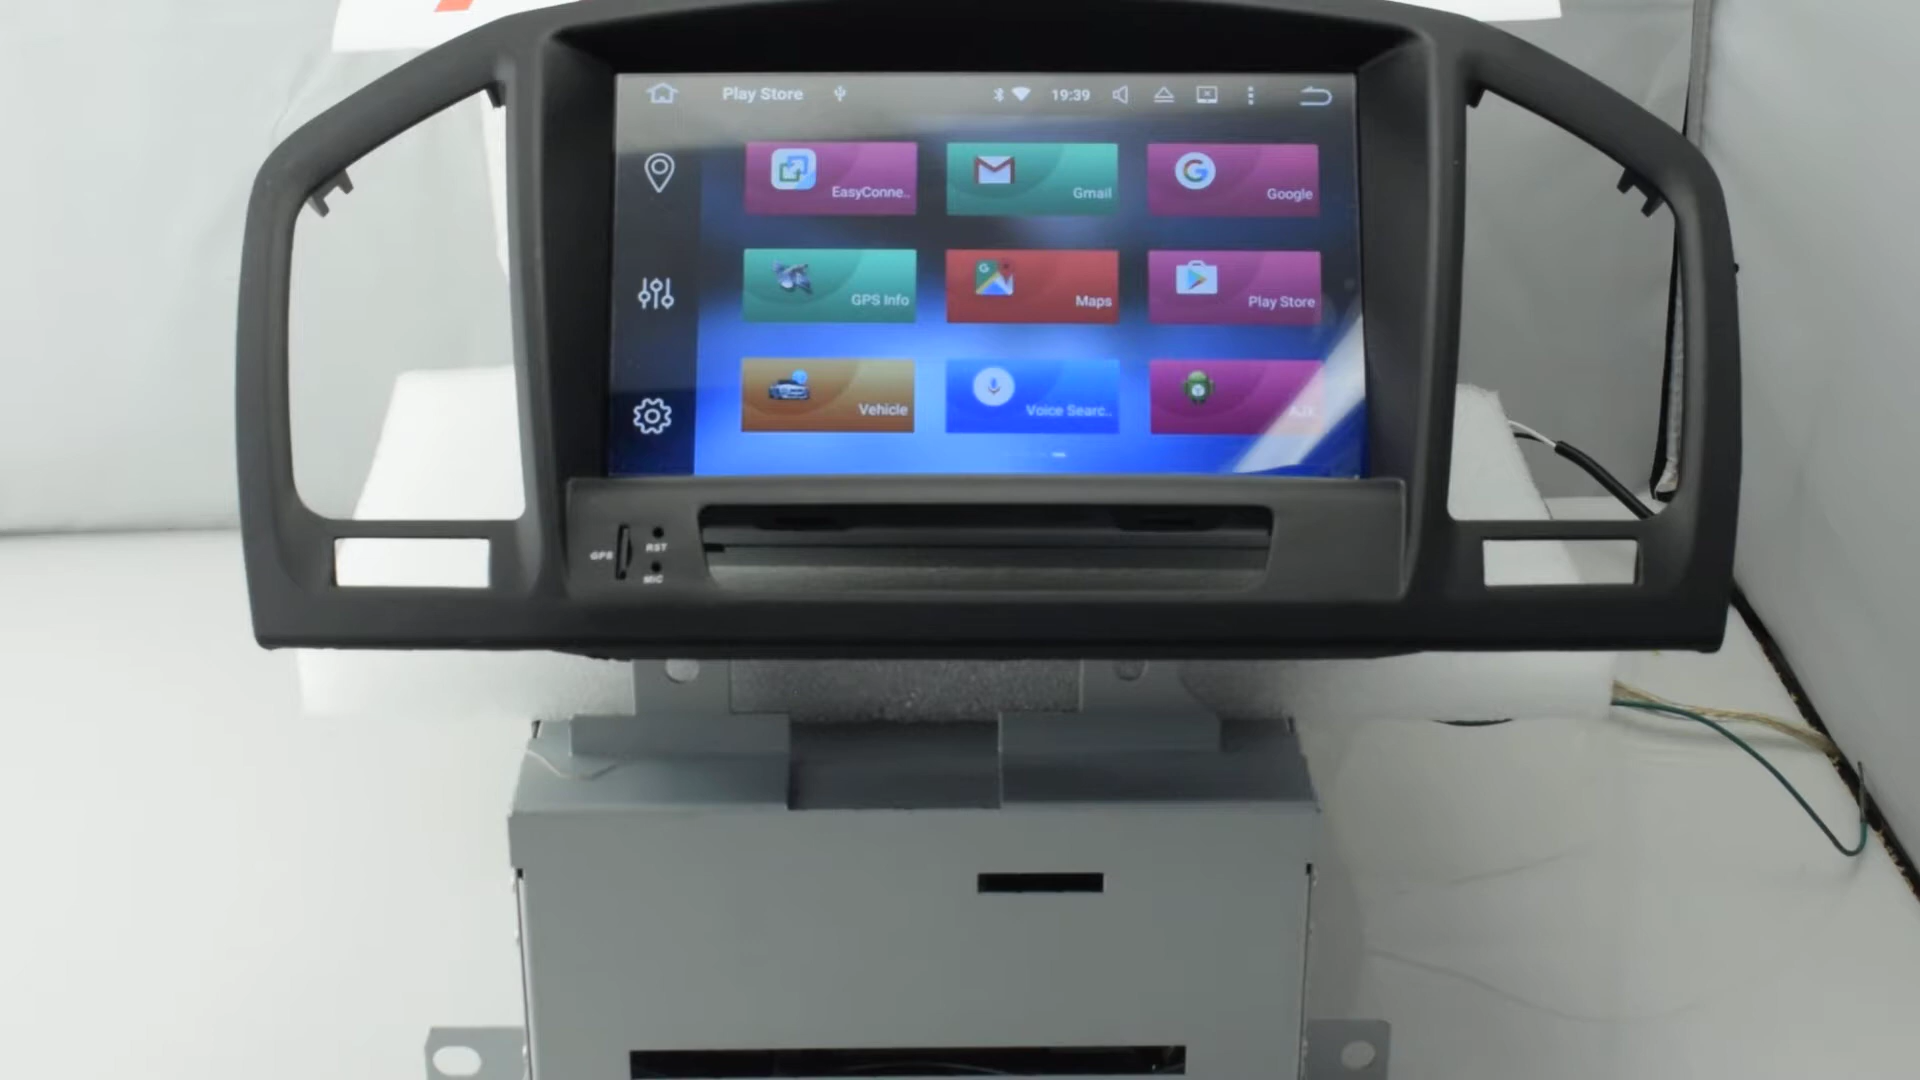 Play Store 19:39
EasyConne..
Gmail
Google
GPS Info
Maps
Play Store
Vehicle
Voice Searc..
GPS
RST
MIC